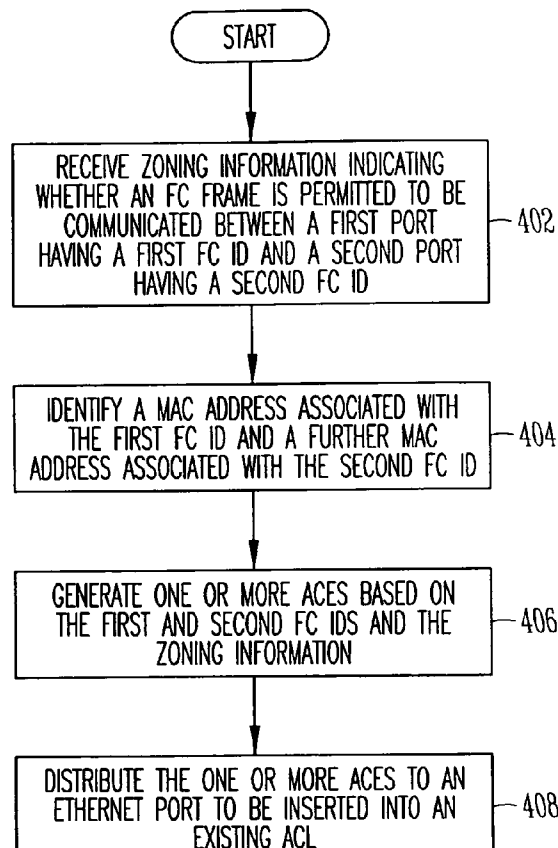 START
RECEIVE ZONING INFORMATION INDICATING
WHETHER AN FC FRAME IS PERMITTED TO BE
COMMUNICATED BETWEEN A FIRST PORT
HAVING A FIRST FC ID AND A SECOND PORT
HAVING A SECOND FC ID
402
IDENTIFY A MAC ADDRESS ASSOCIATED WITH
THE FIRST FC ID AND A FURTHER MAC
ADDRESS ASSOCIATED WITH THE SECOND FC ID
404
GENERATE ONE OR MORE ACES BASED ON
THE FIRST AND SECOND FC IDS AND THE
ZONING INFORMATION
406
DISTRIBUTE THE ONE OR MORE ACES TO AN
ETHERNET PORT TO BE INSERTED INTO AN
EXISTING ACL
408